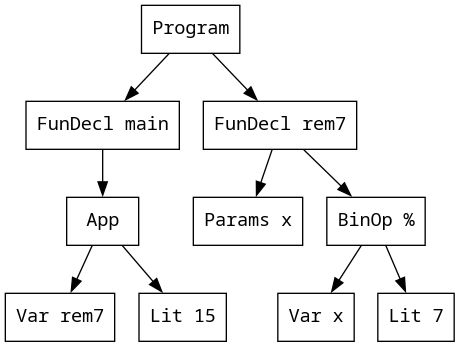 Program
FunDecl main
FunDecl rem7
App
Params x
BinOp %
Var rem7
Lit 15
Var x
Lit 7